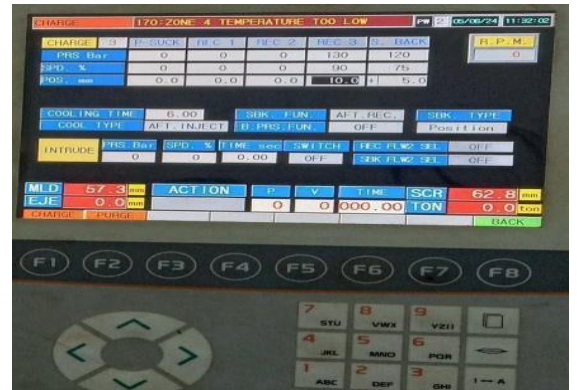 CHARGE 170:ZONE 4 TEMPERATURE TOO LOW PW 2 05/06/24 11:32:02
CHARGE 3 P-SUCK REC 1 REC 2 REC 3 S. BACK R.P.M.
PRS Bar 0 0 0 130 120 0
SPD. % 0 0 0 90 75
POS. mm 0.0 0.0 0.0 10.0 + 5.0
COOLING TIME 6.00 SBK. FUN. AFT.REC. SBK. TYPE
COOL TYPE AFT.INJECT B.PRS.FUN. OFF Position
INTRUDE PRS.Bar SPD. % TIME sec SWITCH REC FLW2 SEL OFF
0 0 0.00 OFF SBK FLW2 SEL OFF
MLD 57.3 mm ACTION P V TIME SCR 62.8 mm
EJE 0.0 mm 0 0 000.00 TON 0.0 ton
CHARGE PURGE BACK
F1 F2 F3 F4 F5 F6 F7 F8
7 STU 8 VWX 9 YZ()
4 JKL 5 MNO 6 PQR
1 ABC 2 DEF 3 GHI 1↔A